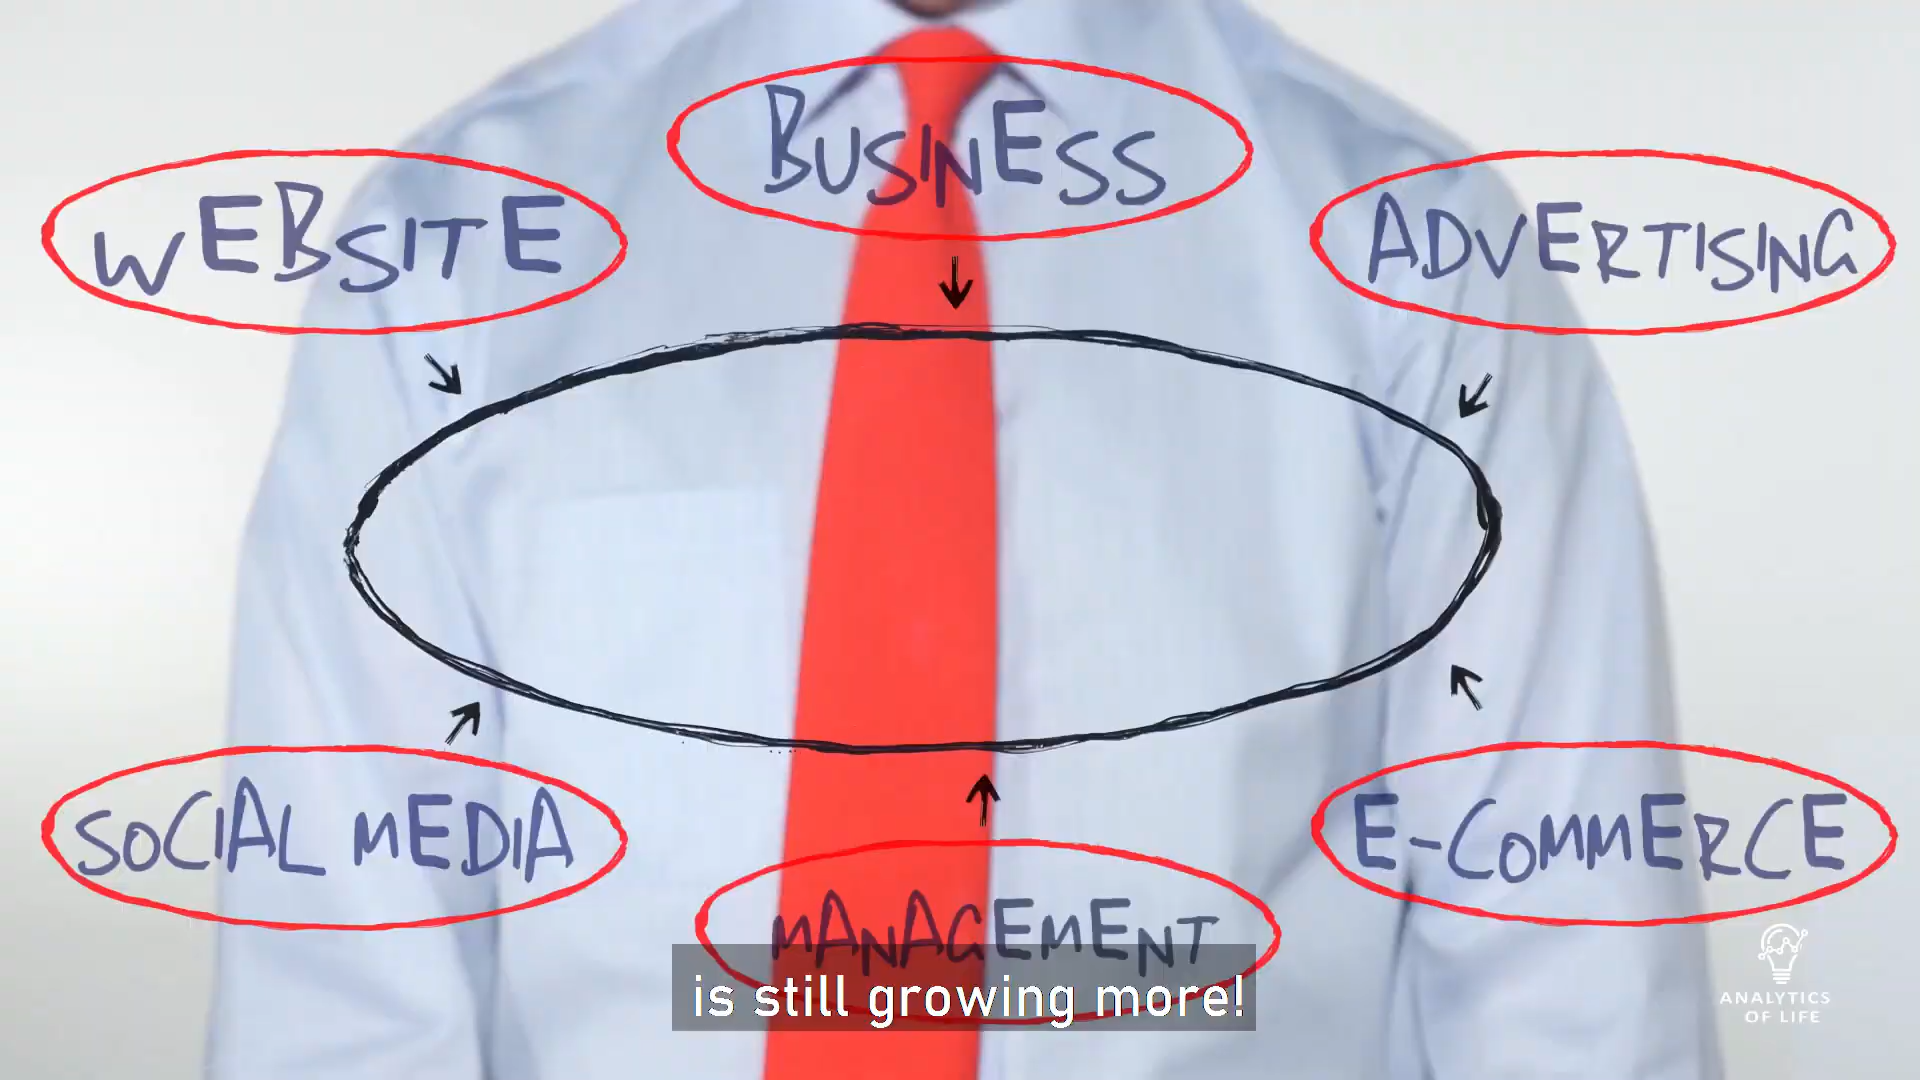 BUSINESS
WEBSITE
ADVERTISING
SOCIAL MEDIA
E-COMMERCE
MANAGEMENT
is still growing more!
ANALYTICS
OF LIFE